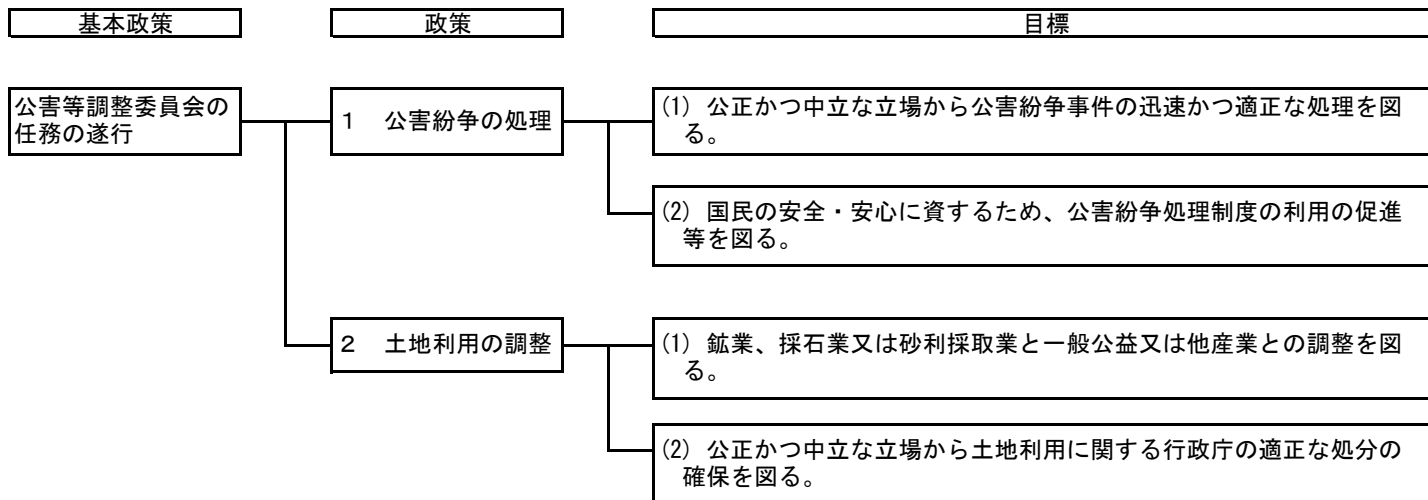 基本政策
政策
目標
公害等調整委員会の
任務の遂行
1 公害紛争の処理
(1) 公正かつ中立な立場から公害紛争事件の迅速かつ適正な処理を図
る。
(2) 国民の安全・安心に資するため、公害紛争処理制度の利用の促進
等を図る。
2 土地利用の調整
(1) 鉱業、採石業又は砂利採取業と一般公益又は他産業との調整を図
る。
(2) 公正かつ中立な立場から土地利用に関する行政庁の適正な処分の
確保を図る。